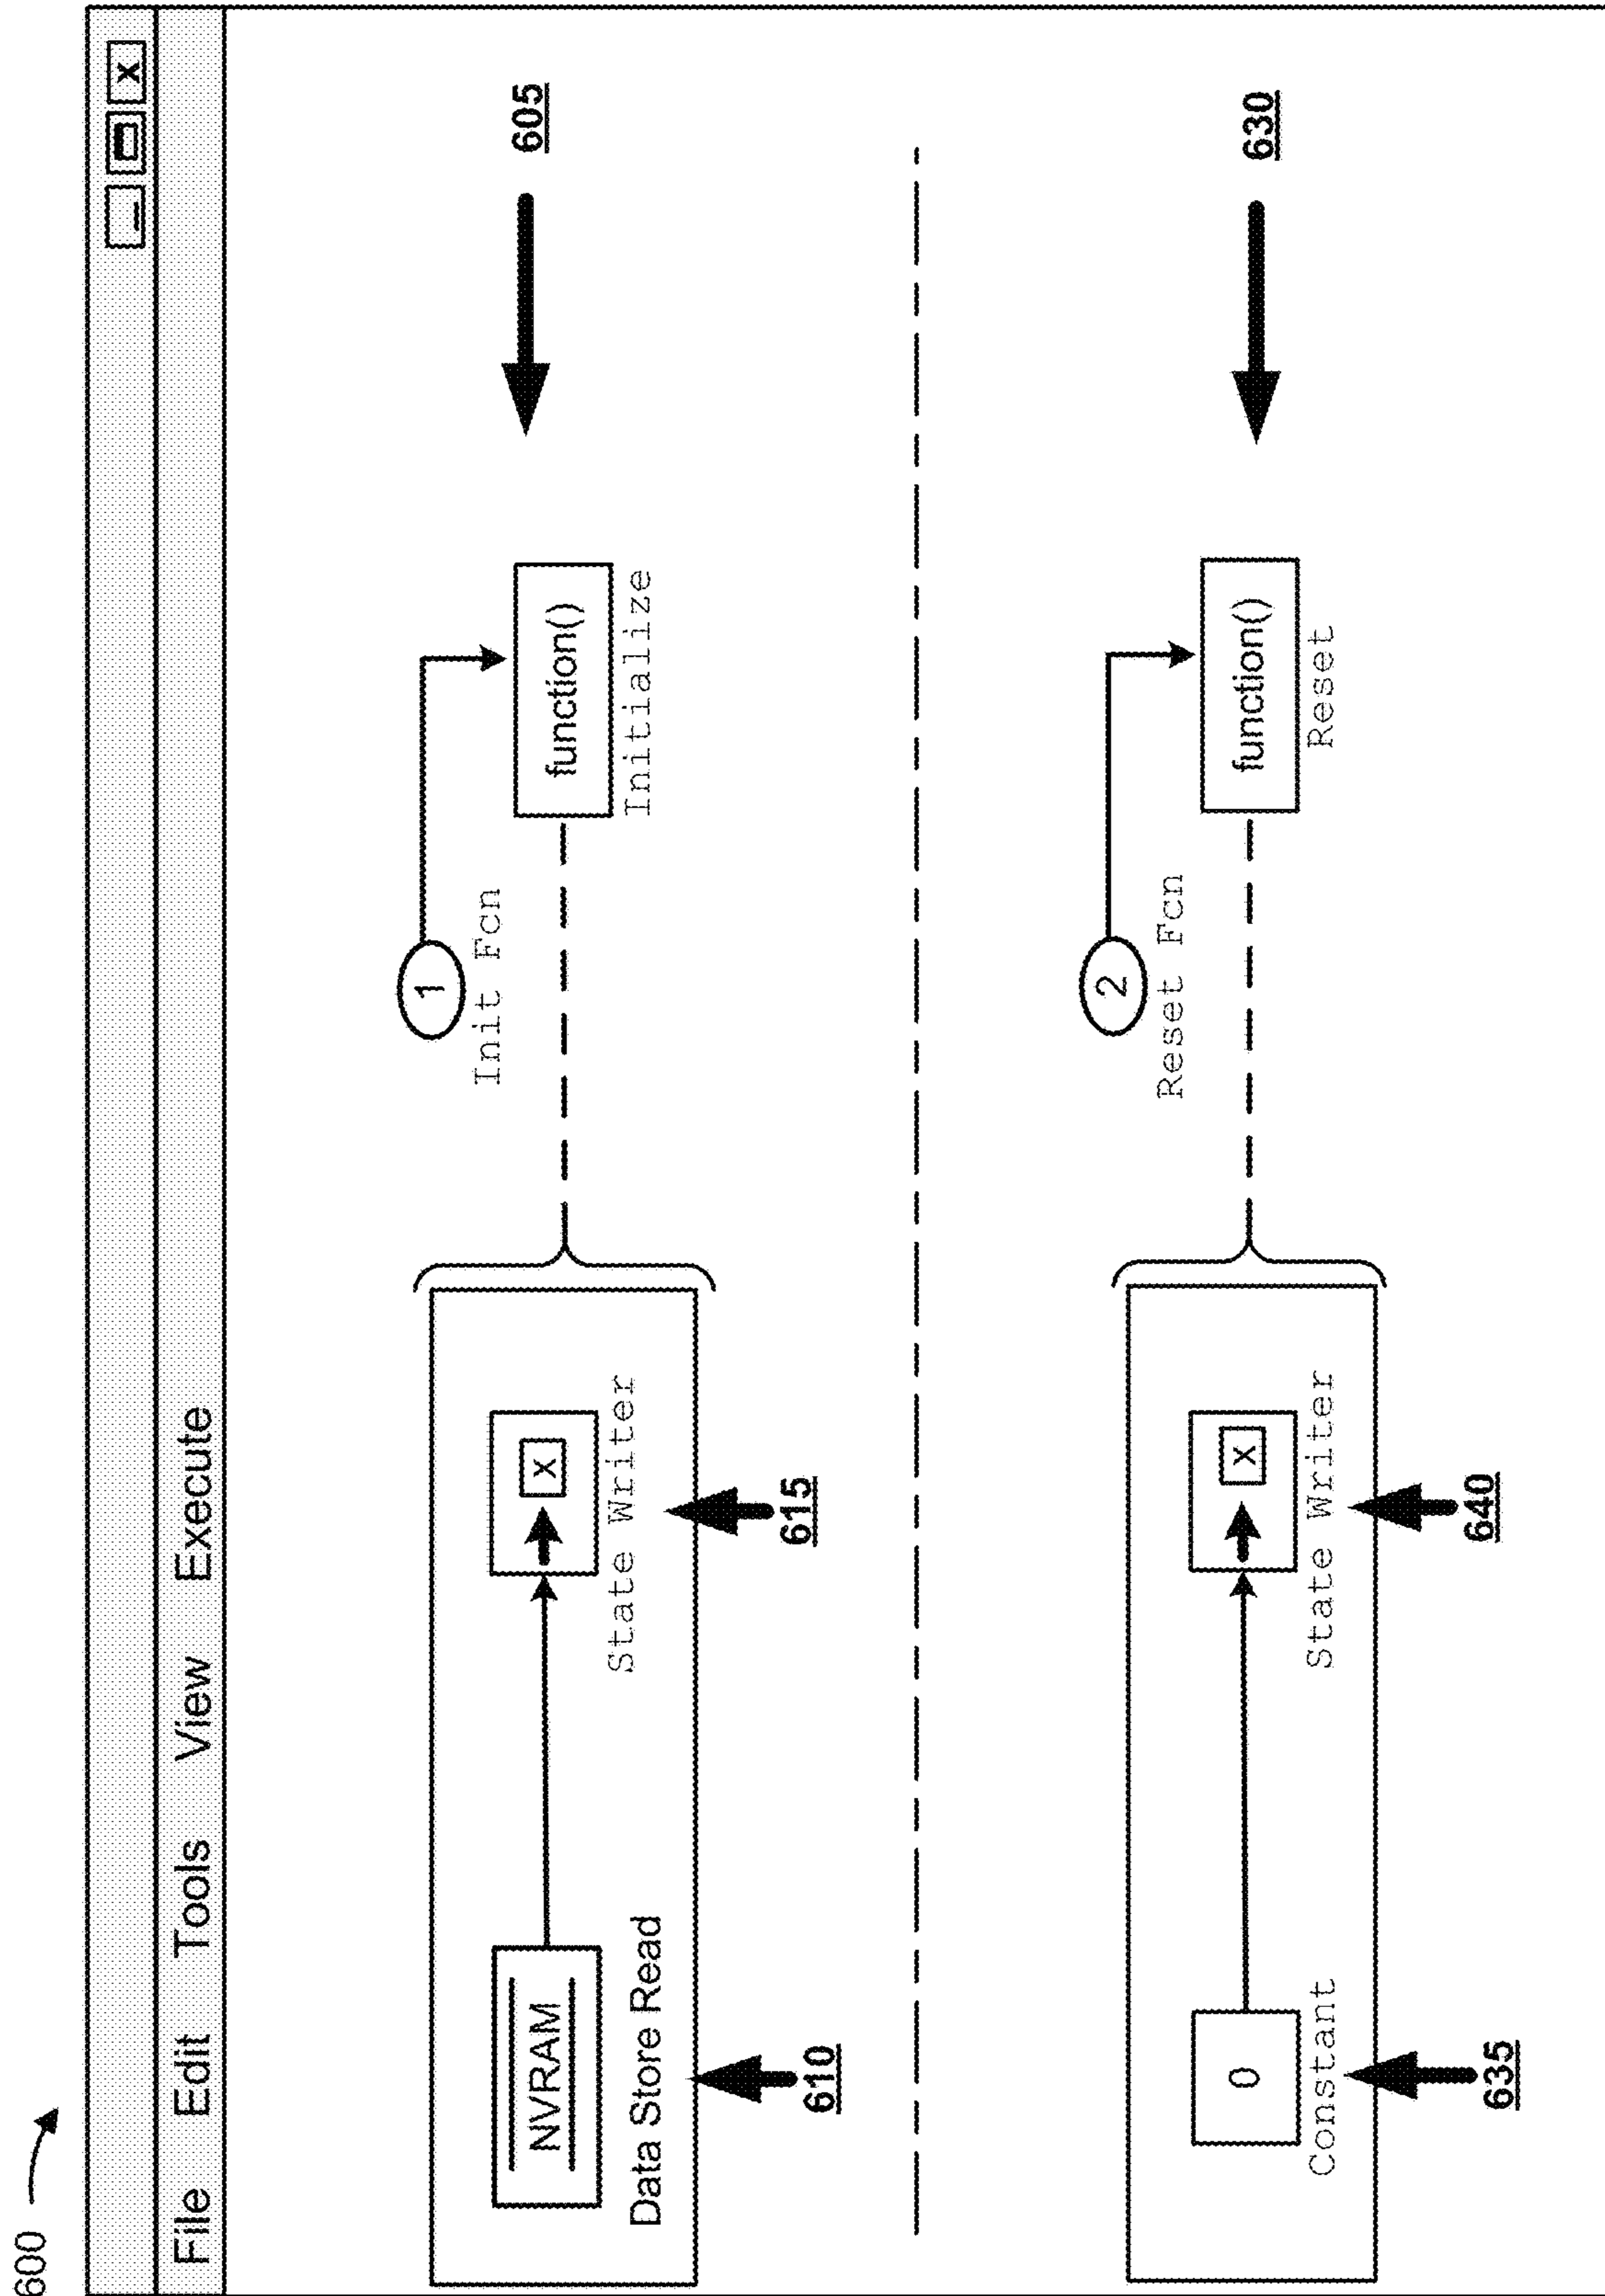 600
X
File Edit Tools View Execute
1
Init Fcn
NVRAM
x
function()
605
Data Store Read
State Writer
Initialize
610
615
2
Reset Fcn
0
x
function()
630
Constant
State Writer
Reset
635
640